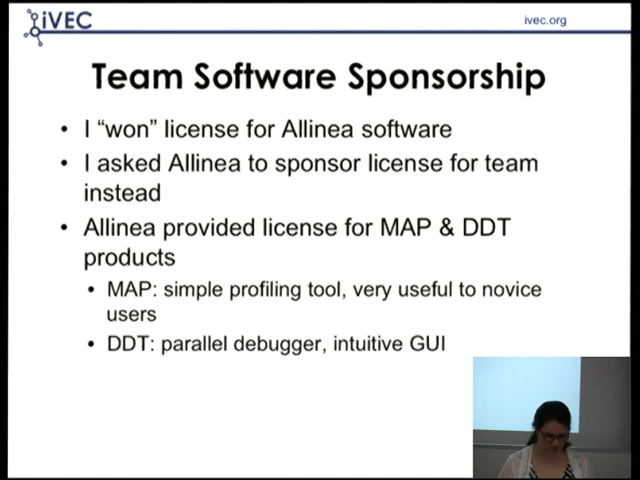 iVEC
ivec.org
Team Software Sponsorship
• I “won” license for Allinea software
• I asked Allinea to sponsor license for team
instead
• Allinea provided license for MAP & DDT
products
• MAP: simple profiling tool, very useful to novice
users
• DDT: parallel debugger, intuitive GUI